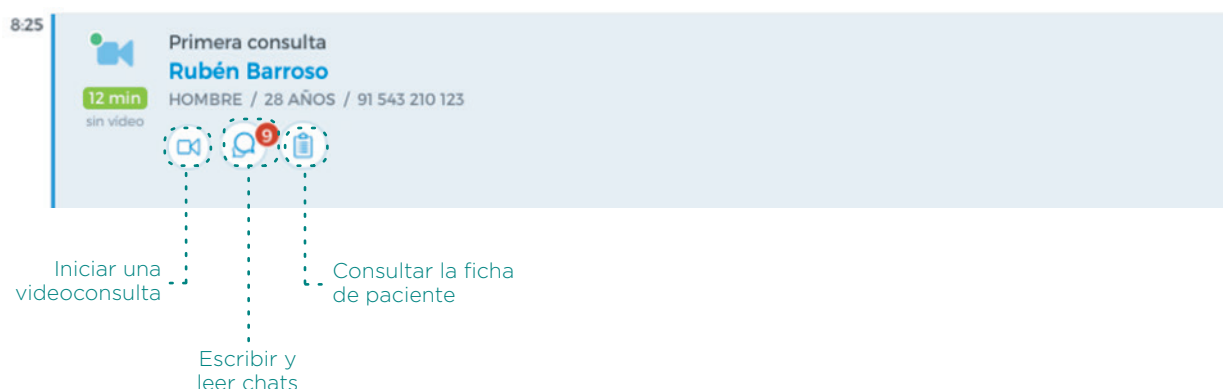 8:25
Primera consulta
Rubén Barroso
12 min
HOMBRE / 28 AÑOS / 91 543 210 123
sin vídeo
9
Iniciar una
videoconsulta
Consultar la ficha
de paciente
Escribir y
leer chats